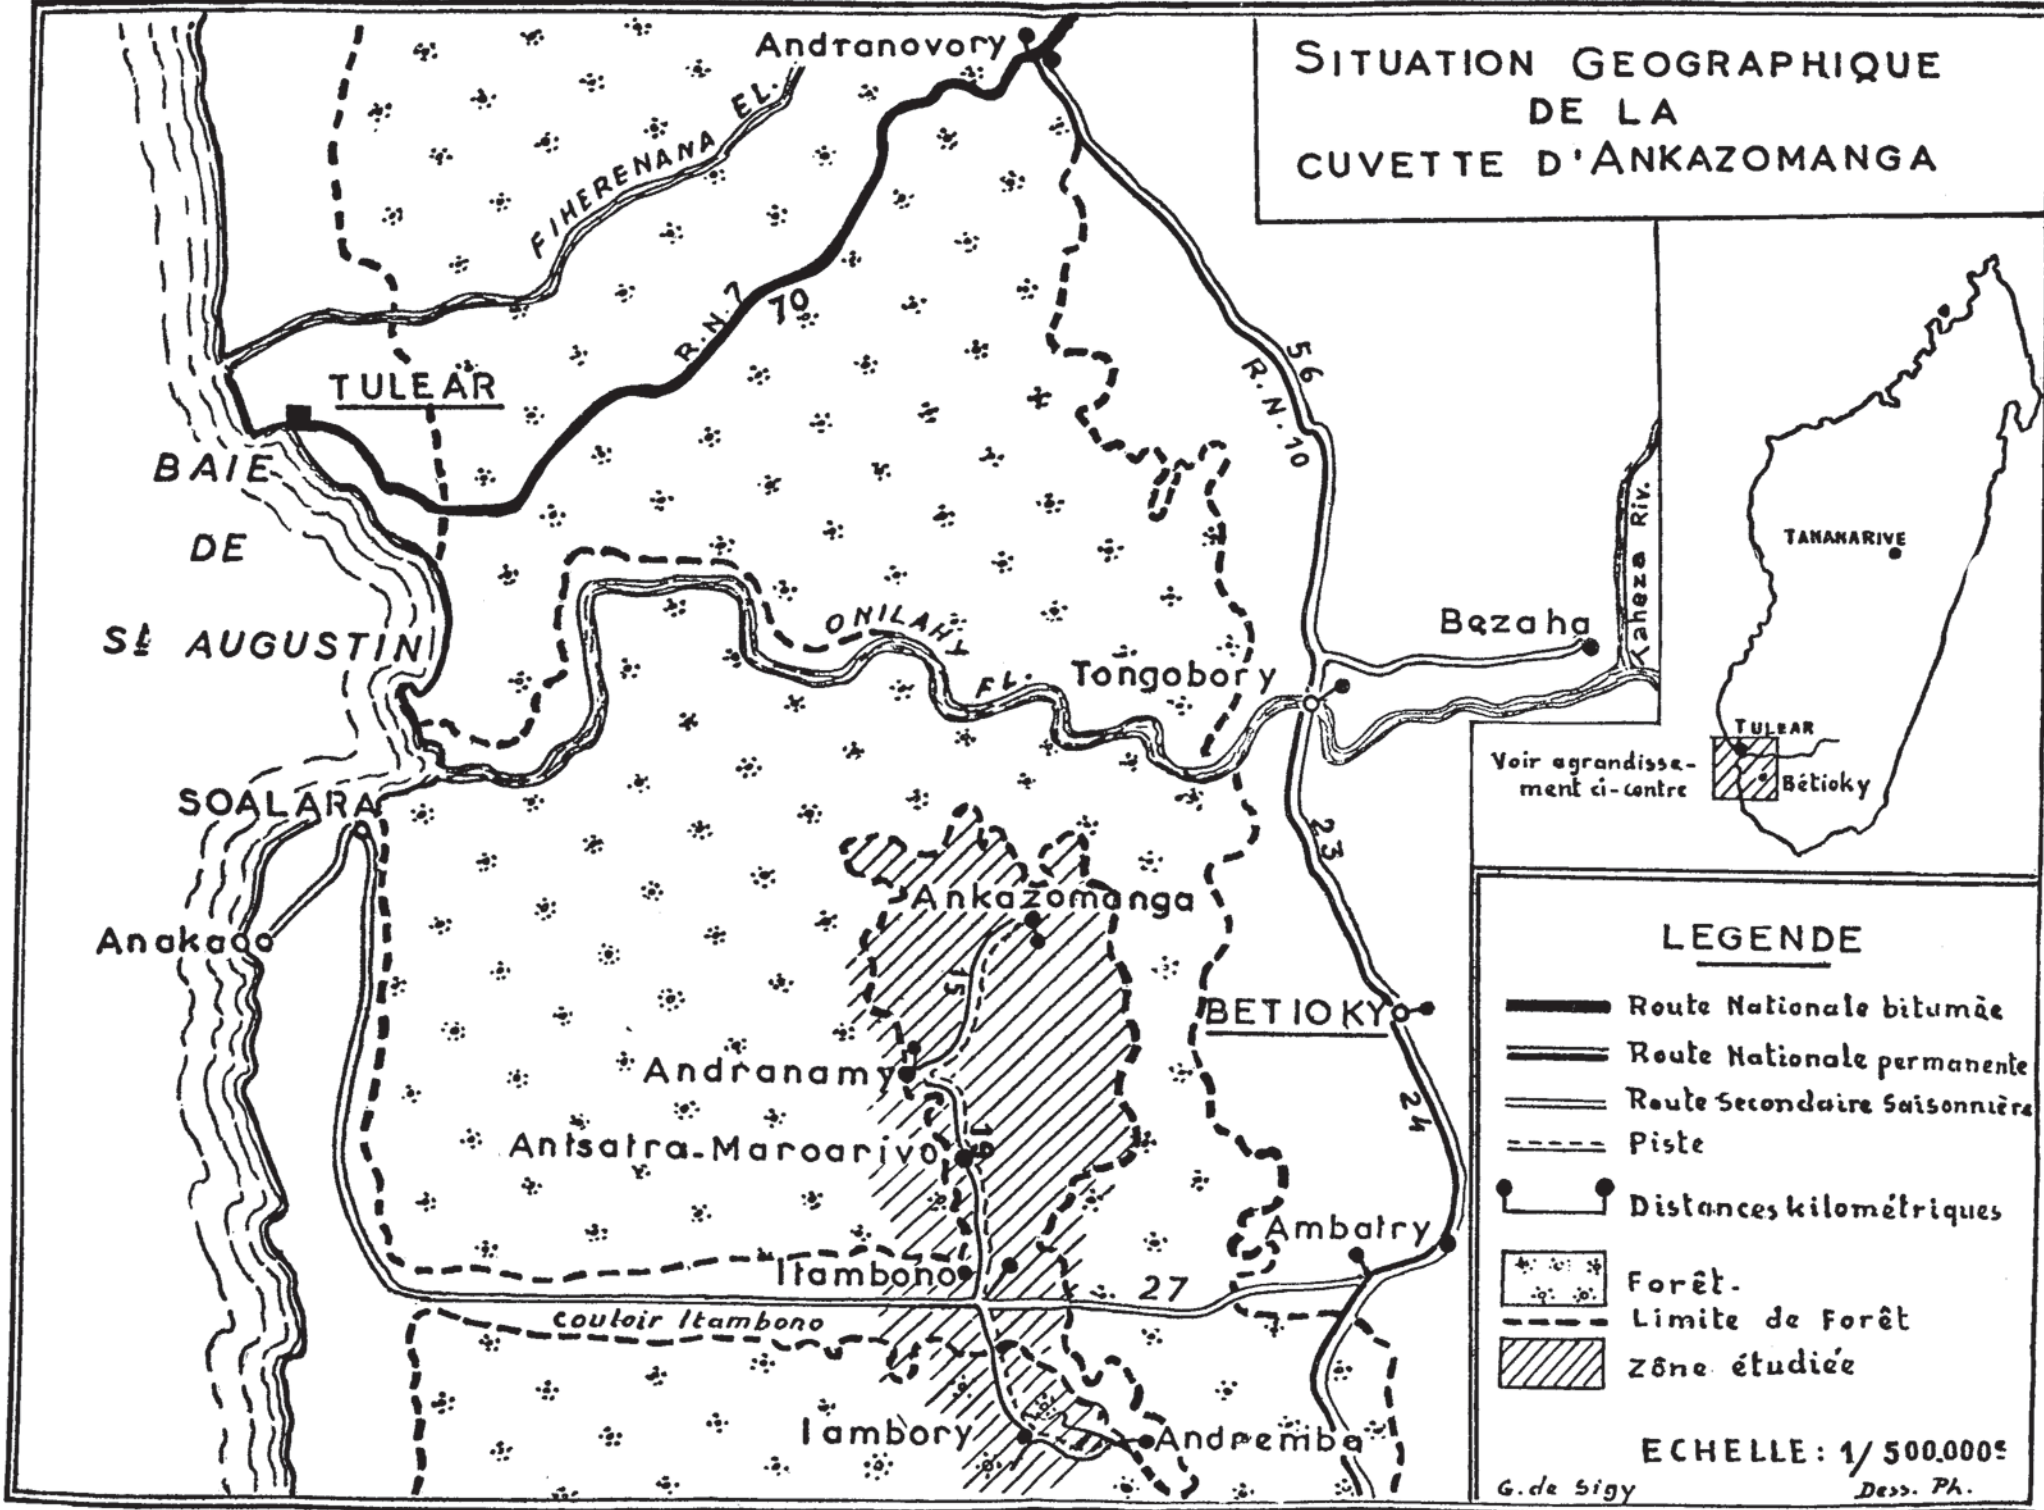 SITUATION GEOGRAPHIQUE
DE LA
CUVETTE D'ANKAZOMANGA
Andranovory
FIHERENANA EL.
R.N. 7
70
TULEAR
BAIE
DE
St AUGUSTIN
56
R.N. 10
ONILAHY
FL.
Tongobory
Bezaha
Taheza Riv.
TANANARIVE
TULEAR
Bétioky
Voir agrandisse-
ment ci-contre
SOALARA
Anakao
23
Ankazomanga
15
BETIOKY
24
Andranamy
Antsatra-Maroarivo
Ambatry
Itambono
27
couloir Itambono
Iambory
Andremba
LEGENDE
Route Nationale bitumée
Route Nationale permanente
Route Secondaire Saisonnière
Piste
Distances kilométriques
Forêt-
Limite de Forêt
Zône étudiée
ECHELLE: 1/500.000e
G. de Sigy
Dess. Ph.